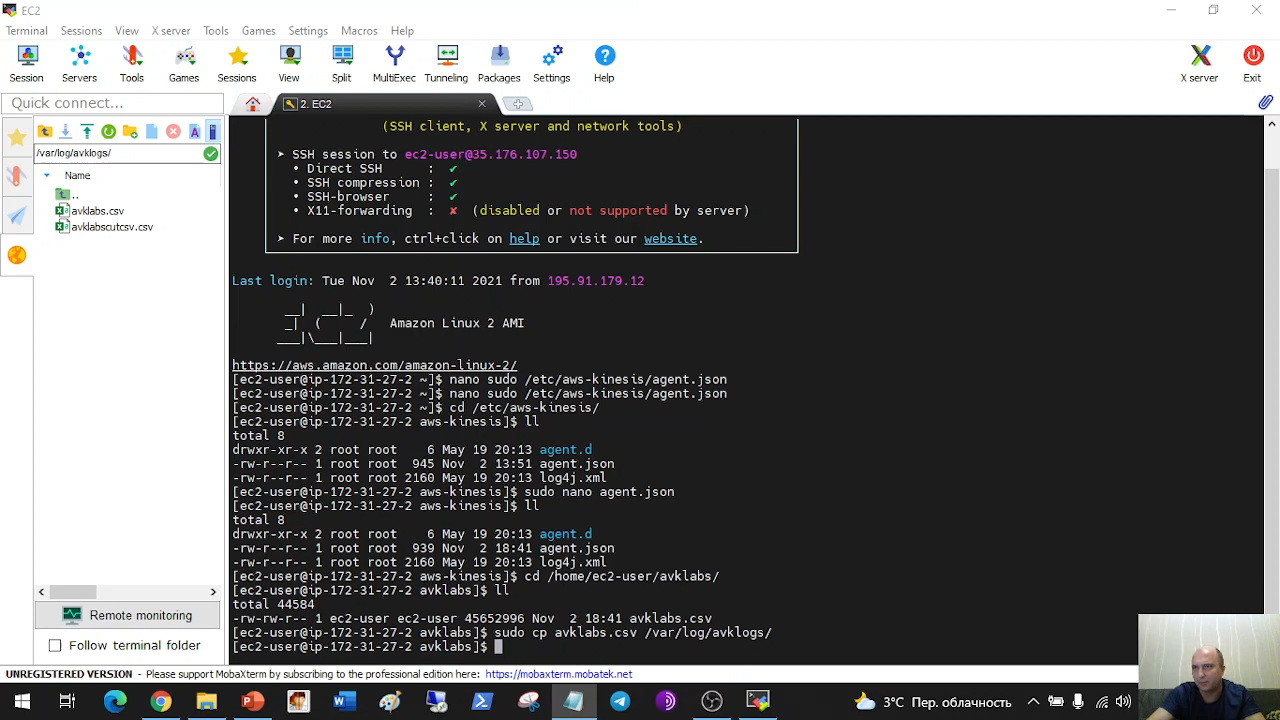 EC2
Terminal Sessions View X server Tools Games Settings Macros Help
Session Servers Tools Games Sessions View Split MultiExec Tunneling Packages Settings Help X server Exit
Quick connect...
2. EC2
/var/log/avklogs/
Name
..
avklabs.csv
avklabscutcsv.csv
(SSH client, X server and network tools)
➤ SSH session to ec2-user@35.176.107.150
• Direct SSH : ✔
• SSH compression : ✔
• SSH-browser : ✔
• X11-forwarding : ✘ (disabled or not supported by server)
➤ For more info, ctrl+click on help or visit our website.
Last login: Tue Nov 2 13:40:11 2021 from 195.91.179.12
__| __|_ )
_| ( / Amazon Linux 2 AMI
___|\___|___|
https://aws.amazon.com/amazon-linux-2/
[ec2-user@ip-172-31-27-2 ~]$ nano sudo /etc/aws-kinesis/agent.json
[ec2-user@ip-172-31-27-2 ~]$ nano sudo /etc/aws-kinesis/agent.json
[ec2-user@ip-172-31-27-2 ~]$ cd /etc/aws-kinesis/
[ec2-user@ip-172-31-27-2 aws-kinesis]$ ll
total 8
drwxr-xr-x 2 root root 6 May 19 20:13 agent.d
-rw-r--r-- 1 root root 945 Nov 2 13:51 agent.json
-rw-r--r-- 1 root root 2160 May 19 20:13 log4j.xml
[ec2-user@ip-172-31-27-2 aws-kinesis]$ sudo nano agent.json
[ec2-user@ip-172-31-27-2 aws-kinesis]$ ll
total 8
drwxr-xr-x 2 root root 6 May 19 20:13 agent.d
-rw-r--r-- 1 root root 939 Nov 2 18:41 agent.json
-rw-r--r-- 1 root root 2160 May 19 20:13 log4j.xml
[ec2-user@ip-172-31-27-2 aws-kinesis]$ cd /home/ec2-user/avklabs/
[ec2-user@ip-172-31-27-2 avklabs]$ ll
total 44584
-rw-rw-r-- 1 ec2-user ec2-user 45652996 Nov 2 18:41 avklabs.csv
[ec2-user@ip-172-31-27-2 avklabs]$ sudo cp avklabs.csv /var/log/avklogs/
[ec2-user@ip-172-31-27-2 avklabs]$
Remote monitoring
Follow terminal folder
UNREGISTERED VERSION - Please support MobaXterm by subscribing to the professional edition here: https://mobaxterm.mobatek.net
3°C Пер. облачность